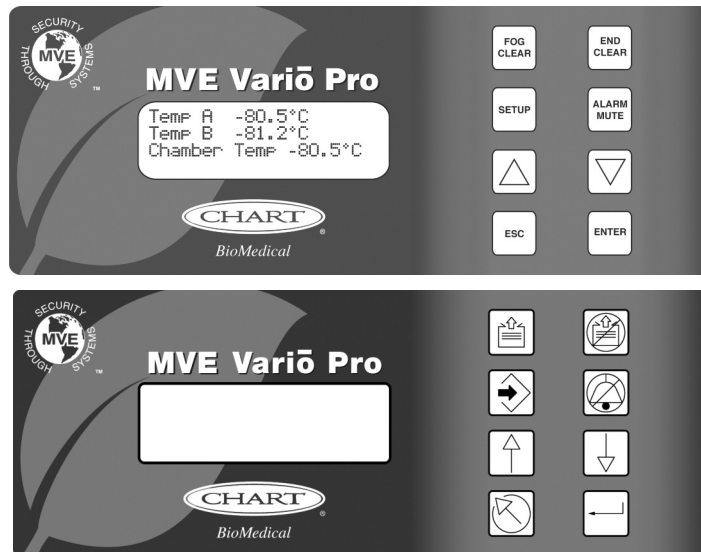 SECURITY
THROUGH
SYSTEMS
MVE
™
MVE Variō Pro
Temp A -80.5°C
Temp B -81.2°C
Chamber Temp -80.5°C
CHART
®
BioMedical
FOG
CLEAR
END
CLEAR
SETUP
ALARM
MUTE
ESC
ENTER
SECURITY
THROUGH
SYSTEMS
MVE
™
MVE Variō Pro
CHART
®
BioMedical